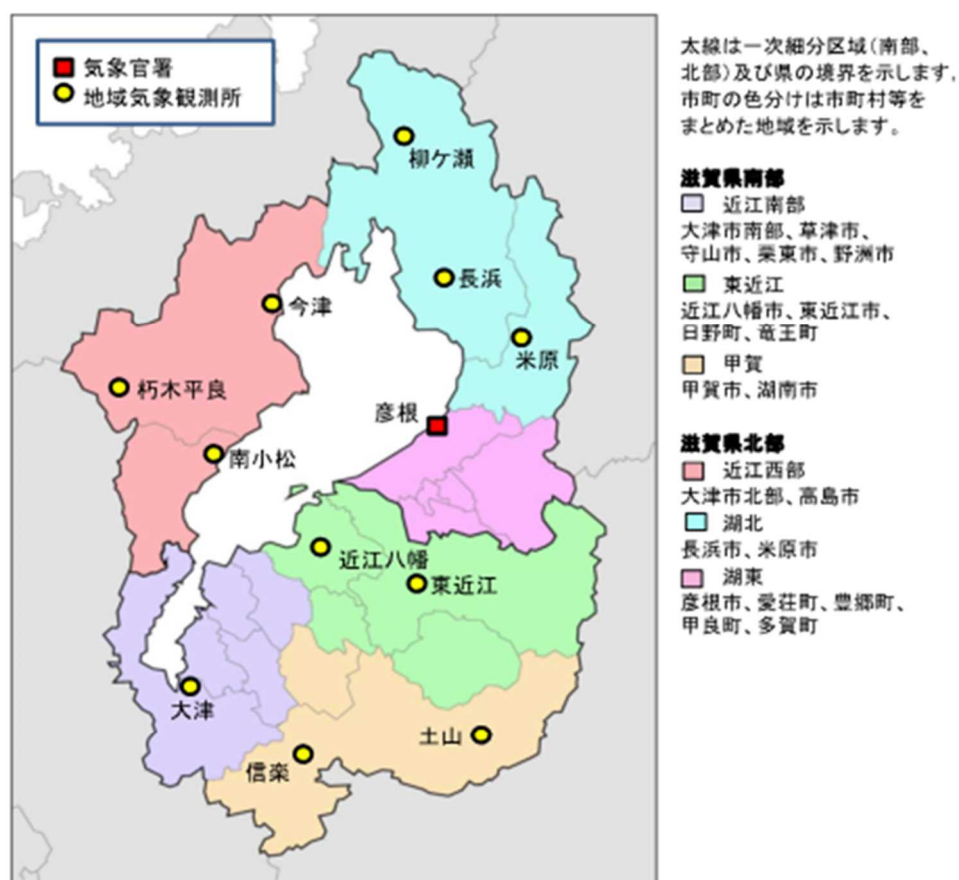 気象官署
地域気象観測所
柳ケ瀬
長浜
今津
米原
朽木平良
彦根
南小松
近江八幡
東近江
大津
土山
信楽
太線は一次細分区域(南部、
北部)及び県の境界を示します。
市町の色分けは市町村等を
まとめた地域を示します。
滋賀県南部
近江南部
大津市南部、草津市、
守山市、栗東市、野洲市
東近江
近江八幡市、東近江市、
日野町、竜王町
甲賀
甲賀市、湖南市
滋賀県北部
近江西部
大津市北部、高島市
湖北
長浜市、米原市
湖東
彦根市、愛荘町、豊郷町、
甲良町、多賀町